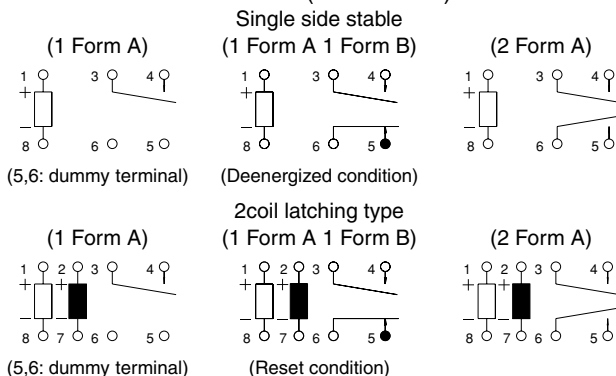 Single side stable
(1 Form A) (1 Form A 1 Form B) (2 Form A)
1 3 4 1 3 4 1 3 4
+ + +
− − −
8 6 5 8 6 5 8 6 5
(5,6: dummy terminal) (Deenergized condition)
2coil latching type
(1 Form A) (1 Form A 1 Form B) (2 Form A)
1 2 3 4 1 2 3 4 1 2 3 4
+ + + + + +
− − − − − −
8 7 6 5 8 7 6 5 8 7 6 5
(5,6: dummy terminal) (Reset condition)